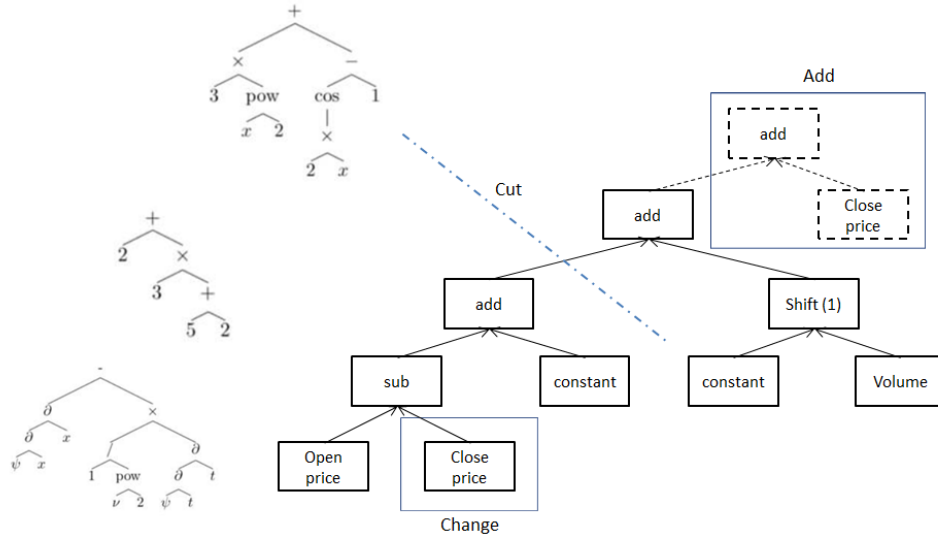 +
× −
3 pow cos 1
x 2 ×
2 x
+
2 ×
3 +
5 2
-
∂ ×
∂ x / ∂
ψ x 1 pow ∂ t
ν 2 ψ t
Add
add
Close
price
Cut
add
add
Shift (1)
sub
constant
constant
Volume
Open
price
Close
price
Change